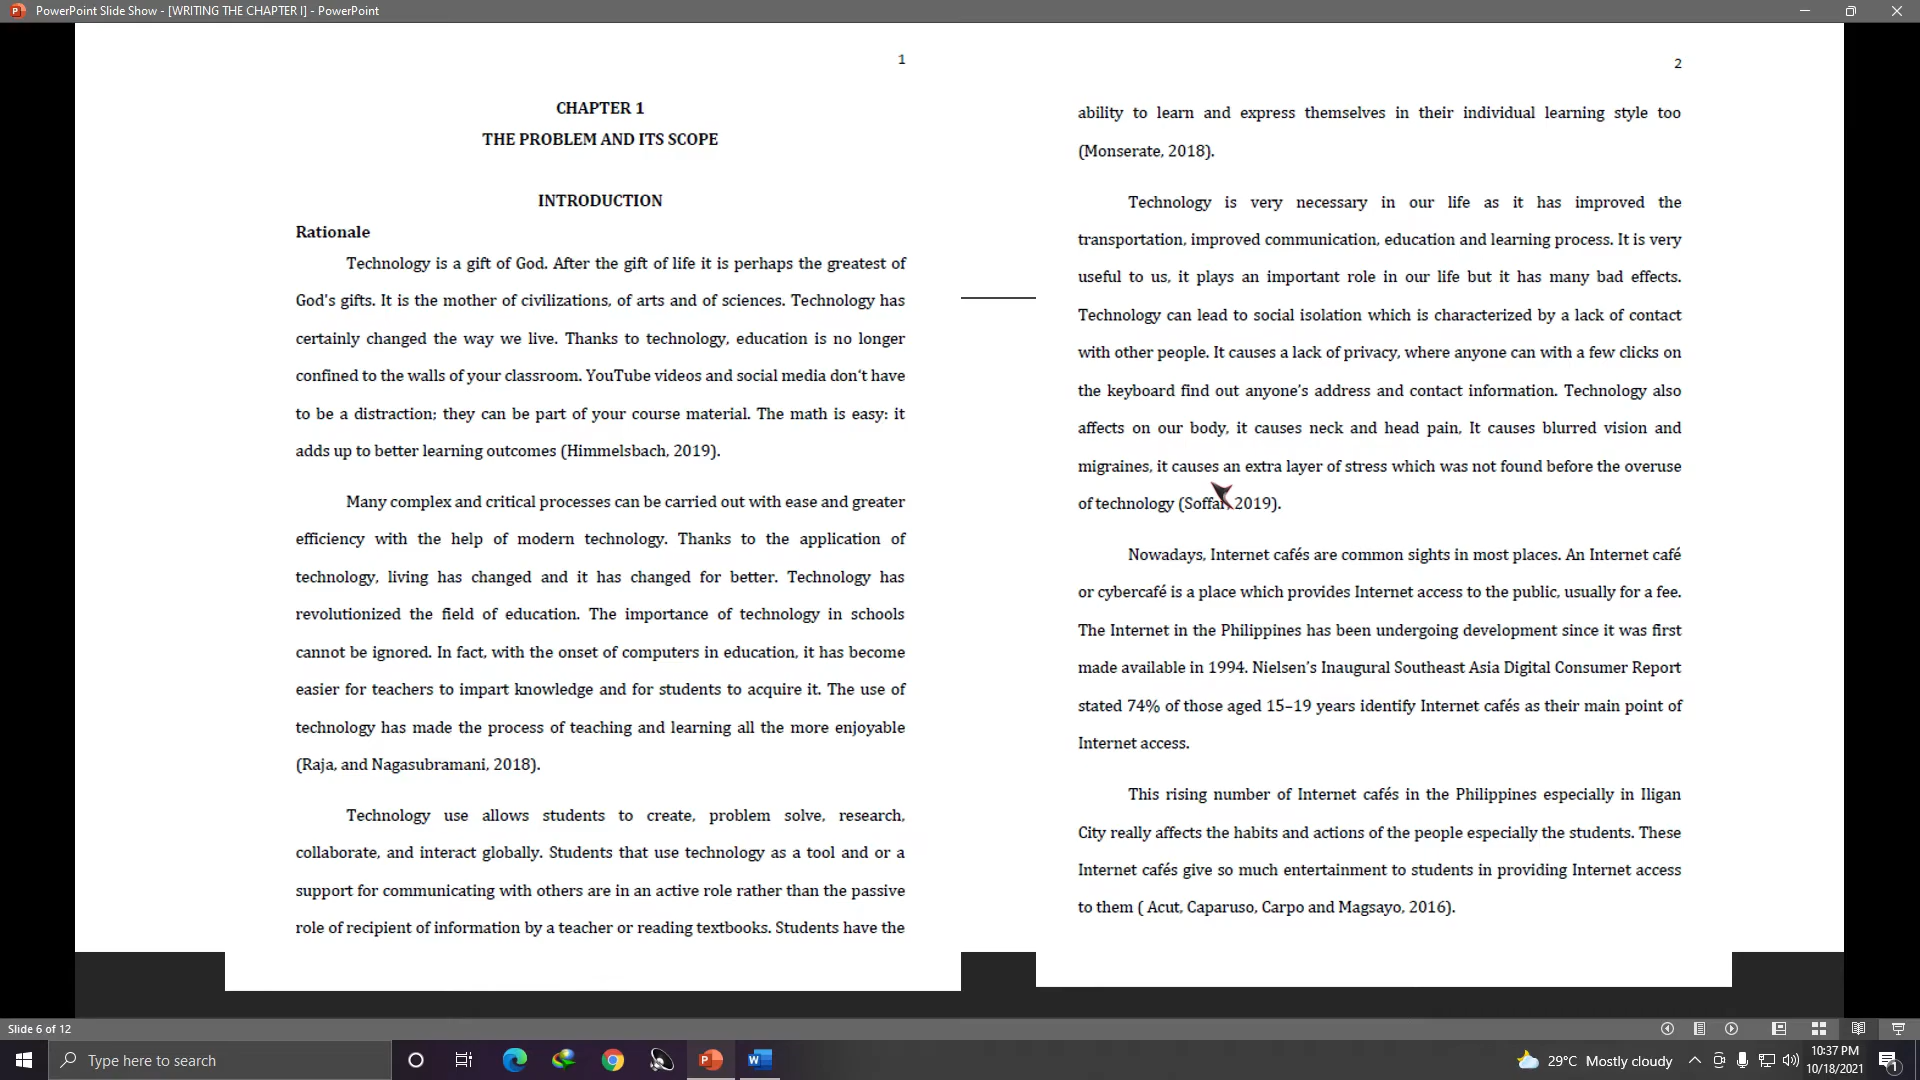 PowerPoint Slide Show - [WRITING THE CHAPTER I] - PowerPoint
1
CHAPTER 1
THE PROBLEM AND ITS SCOPE
INTRODUCTION
Rationale
Technology is a gift of God. After the gift of life it is perhaps the greatest of
God's gifts. It is the mother of civilizations, of arts and of sciences. Technology has
certainly changed the way we live. Thanks to technology, education is no longer
confined to the walls of your classroom. YouTube videos and social media don‘t have
to be a distraction; they can be part of your course material. The math is easy: it
adds up to better learning outcomes (Himmelsbach, 2019).
Many complex and critical processes can be carried out with ease and greater
efficiency with the help of modern technology. Thanks to the application of
technology, living has changed and it has changed for better. Technology has
revolutionized the field of education. The importance of technology in schools
cannot be ignored. In fact, with the onset of computers in education, it has become
easier for teachers to impart knowledge and for students to acquire it. The use of
technology has made the process of teaching and learning all the more enjoyable
(Raja, and Nagasubramani, 2018).
Technology use allows students to create, problem solve, research,
collaborate, and interact globally. Students that use technology as a tool and or a
support for communicating with others are in an active role rather than the passive
role of recipient of information by a teacher or reading textbooks. Students have the
2
ability to learn and express themselves in their individual learning style too
(Monserate, 2018).
Technology is very necessary in our life as it has improved the
transportation, improved communication, education and learning process. It is very
useful to us, it plays an important role in our life but it has many bad effects.
Technology can lead to social isolation which is characterized by a lack of contact
with other people. It causes a lack of privacy, where anyone can with a few clicks on
the keyboard find out anyone's address and contact information. Technology also
affects on our body, it causes neck and head pain, It causes blurred vision and
migraines, it causes an extra layer of stress which was not found before the overuse
of technology (Soffar, 2019).
Nowadays, Internet cafés are common sights in most places. An Internet café
or cybercafé is a place which provides Internet access to the public, usually for a fee.
The Internet in the Philippines has been undergoing development since it was first
made available in 1994. Nielsen's Inaugural Southeast Asia Digital Consumer Report
stated 74% of those aged 15–19 years identify Internet cafés as their main point of
Internet access.
This rising number of Internet cafés in the Philippines especially in Iligan
City really affects the habits and actions of the people especially the students. These
Internet cafés give so much entertainment to students in providing Internet access
to them ( Acut, Caparuso, Carpo and Magsayo, 2016).
Slide 6 of 12
Type here to search
29°C Mostly cloudy
10:37 PM
10/18/2021
1